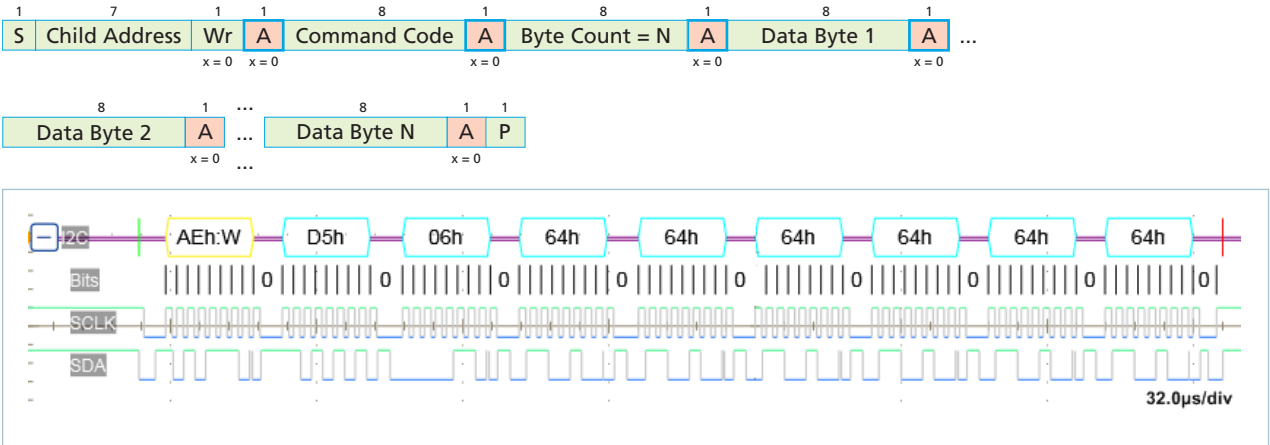 1 7 1 1 8 1 8 1 8 1
S Child Address Wr A Command Code A Byte Count = N A Data Byte 1 A ...
x = 0 x = 0 x = 0 x = 0 x = 0
8 1 ... 8 1 1
Data Byte 2 A ... Data Byte N A P
x = 0 ... x = 0
I2C AEh:W D5h 06h 64h 64h 64h 64h 64h 64h
Bits 0 0 0 0 0 0 0 0 0
SCLK
SDA
32.0µs/div